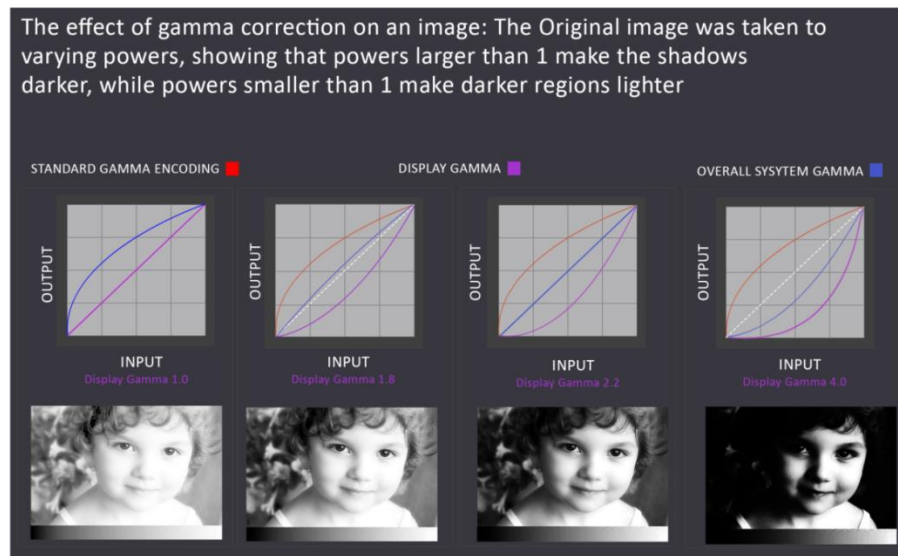 The effect of gamma correction on an image: The Original image was taken to
varying powers, showing that powers larger than 1 make the shadows
darker, while powers smaller than 1 make darker regions lighter
STANDARD GAMMA ENCODING
DISPLAY GAMMA
OVERALL SYSYTEM GAMMA
OUTPUT
INPUT
Display Gamma 1.0
OUTPUT
INPUT
Display Gamma 1.8
OUTPUT
INPUT
Display Gamma 2.2
OUTPUT
INPUT
Display Gamma 4.0